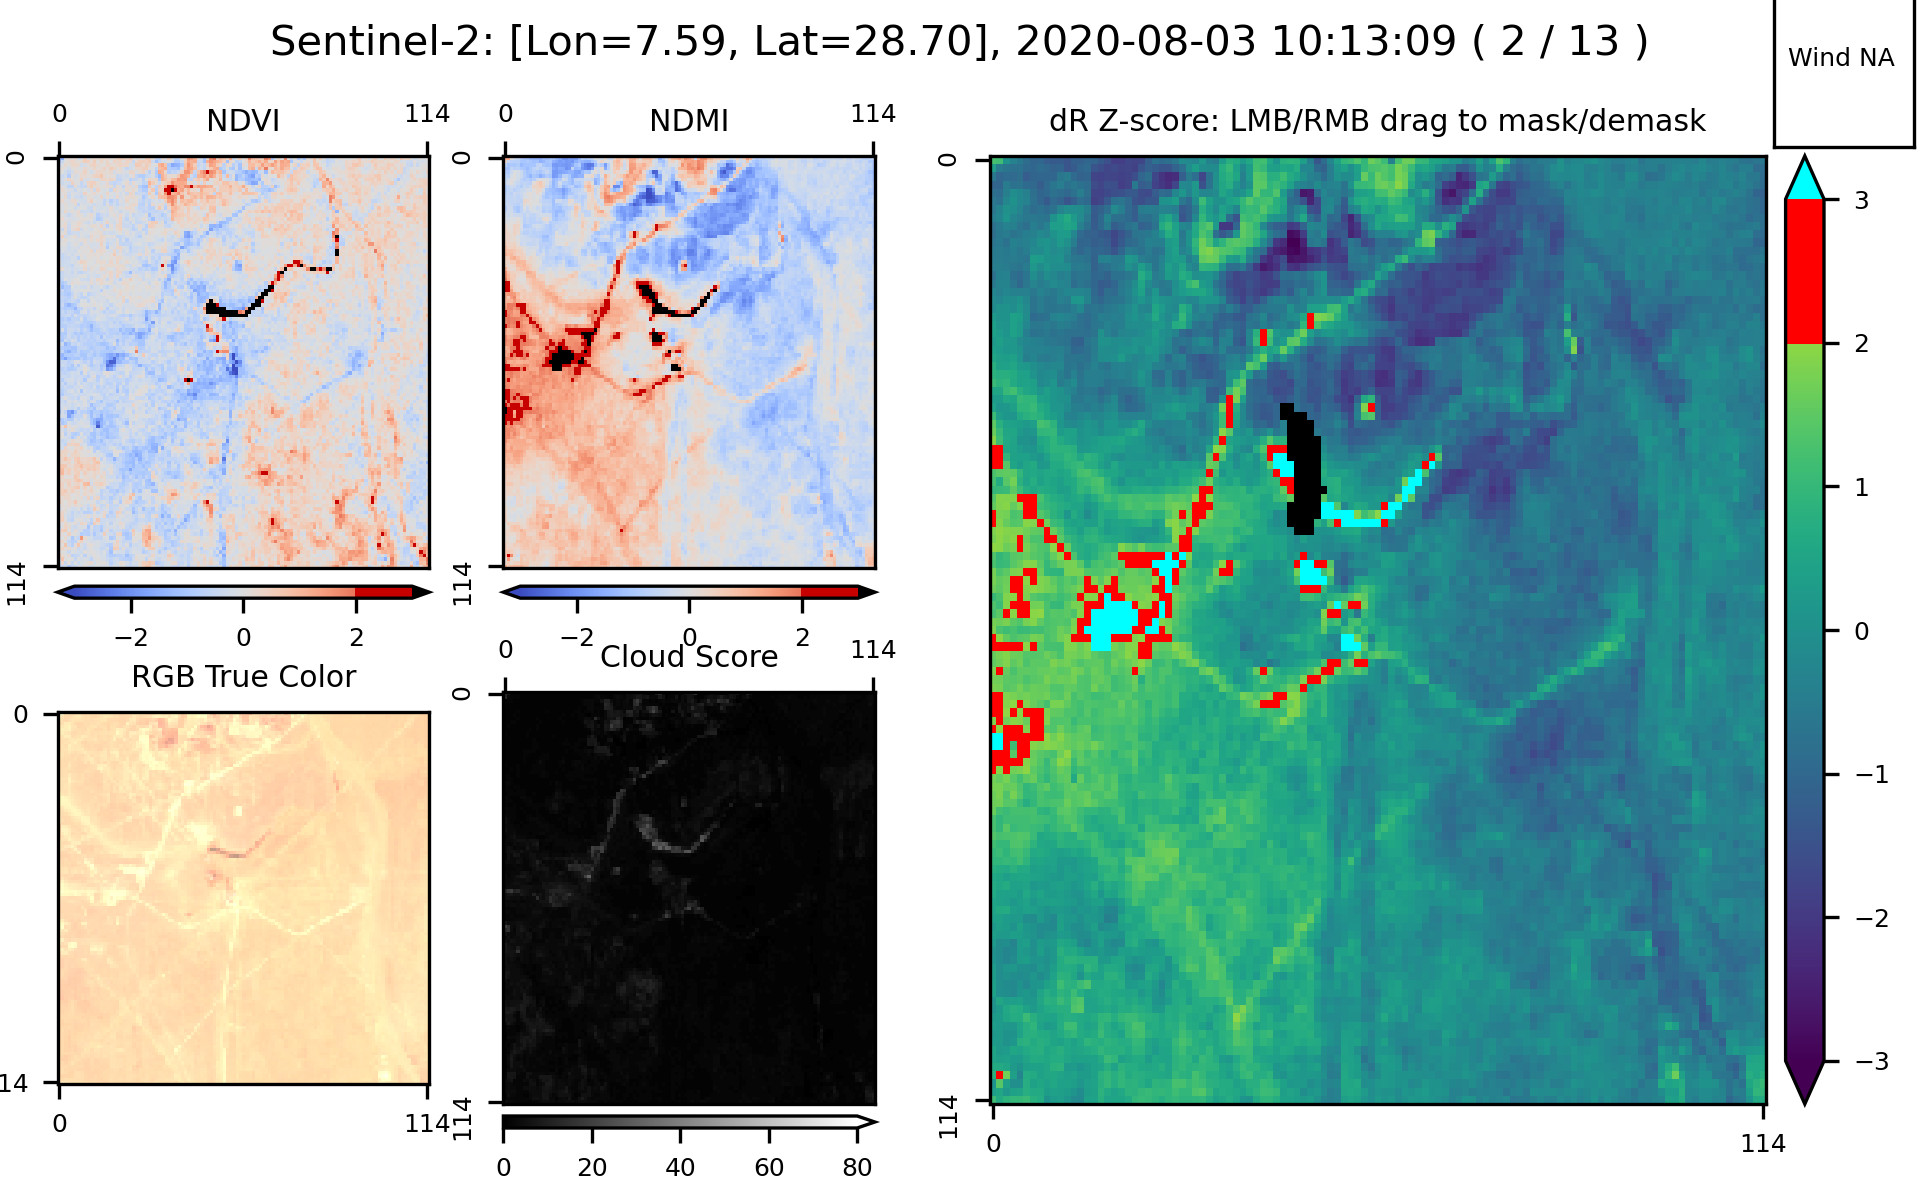 Sentinel-2: [Lon=7.59, Lat=28.70], 2020-08-03 10:13:09 ( 2 / 13 )
Wind NA
NDVI
0 114
0
114
−2 0 2
NDMI
0 114
0
114
−2 0 2
dR Z-score: LMB/RMB drag to mask/demask
0
114
0 114
3
2
1
0
−1
−2
−3
RGB True Color
0
14
0 114
Cloud Score
0 114
0
114
0 20 40 60 80